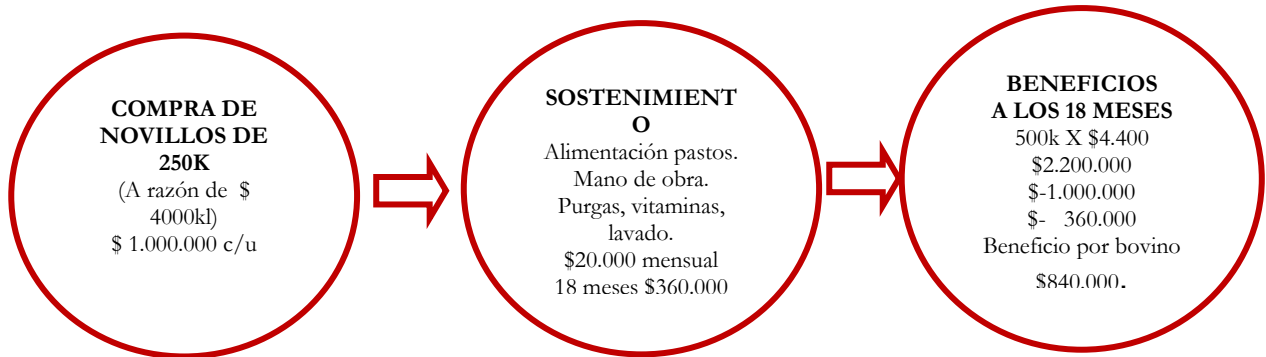 COMPRA DE
NOVILLOS DE
250K
(A razón de $
4000kl)
$ 1.000.000 c/u
SOSTENIMIENT
O
Alimentación pastos.
Mano de obra.
Purgas, vitaminas,
lavado.
$20.000 mensual
18 meses $360.000
BENEFICIOS
A LOS 18 MESES
500k X $4.400
$2.200.000
$-1.000.000
$- 360.000
Beneficio por bovino
$840.000.